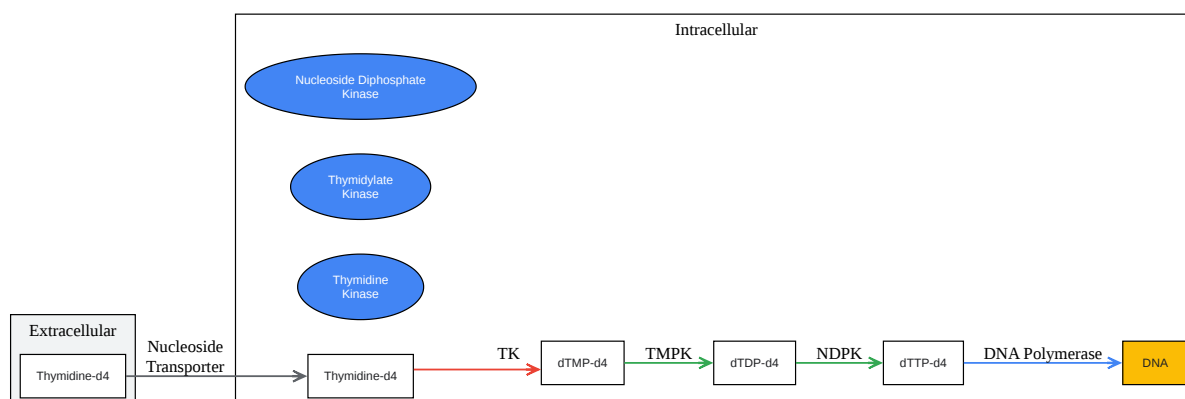 Intracellular
Nucleoside Diphosphate
Kinase
Thymidylate
Kinase
Thymidine
Kinase
Extracellular
Thymidine-d4
Nucleoside
Transporter
Thymidine-d4
TK
dTMP-d4
TMPK
dTDP-d4
NDPK
dTTP-d4
DNA Polymerase
DNA